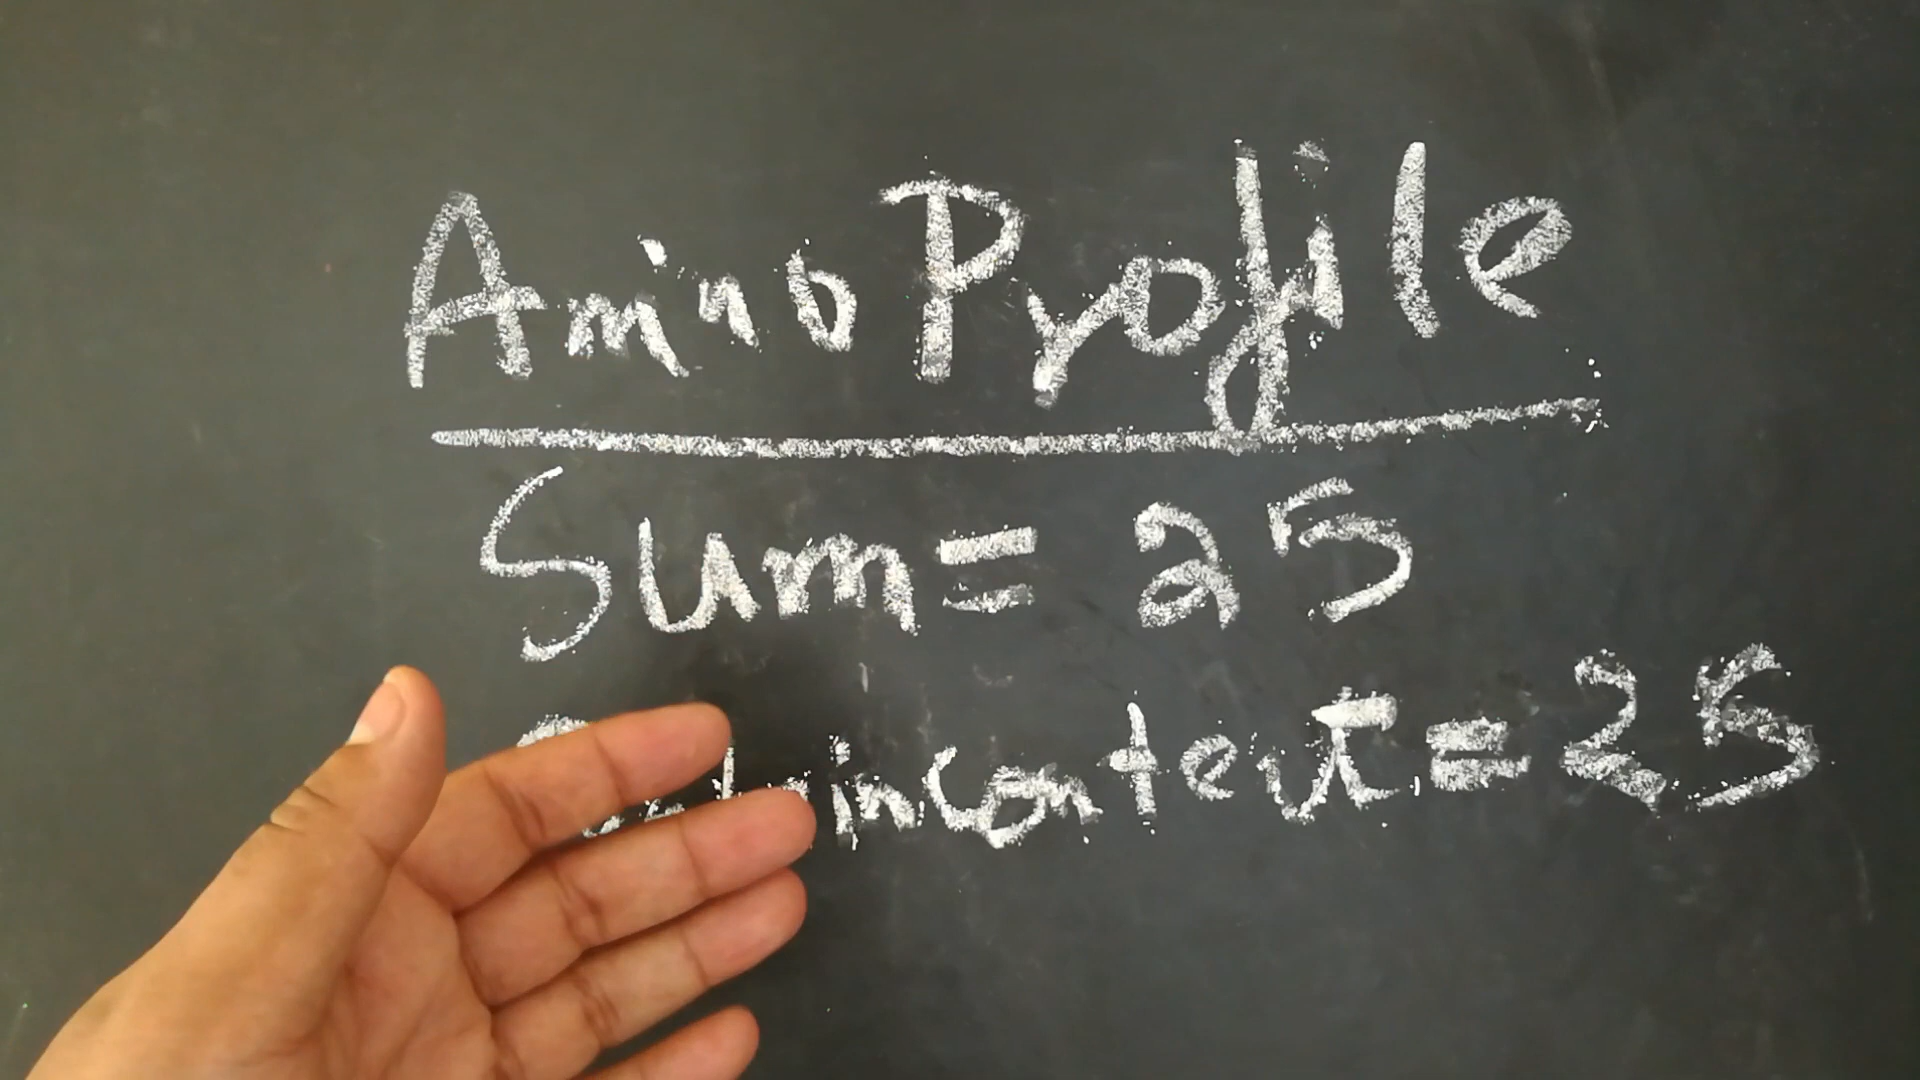 Amino Profile
Sum = 25
content = 25